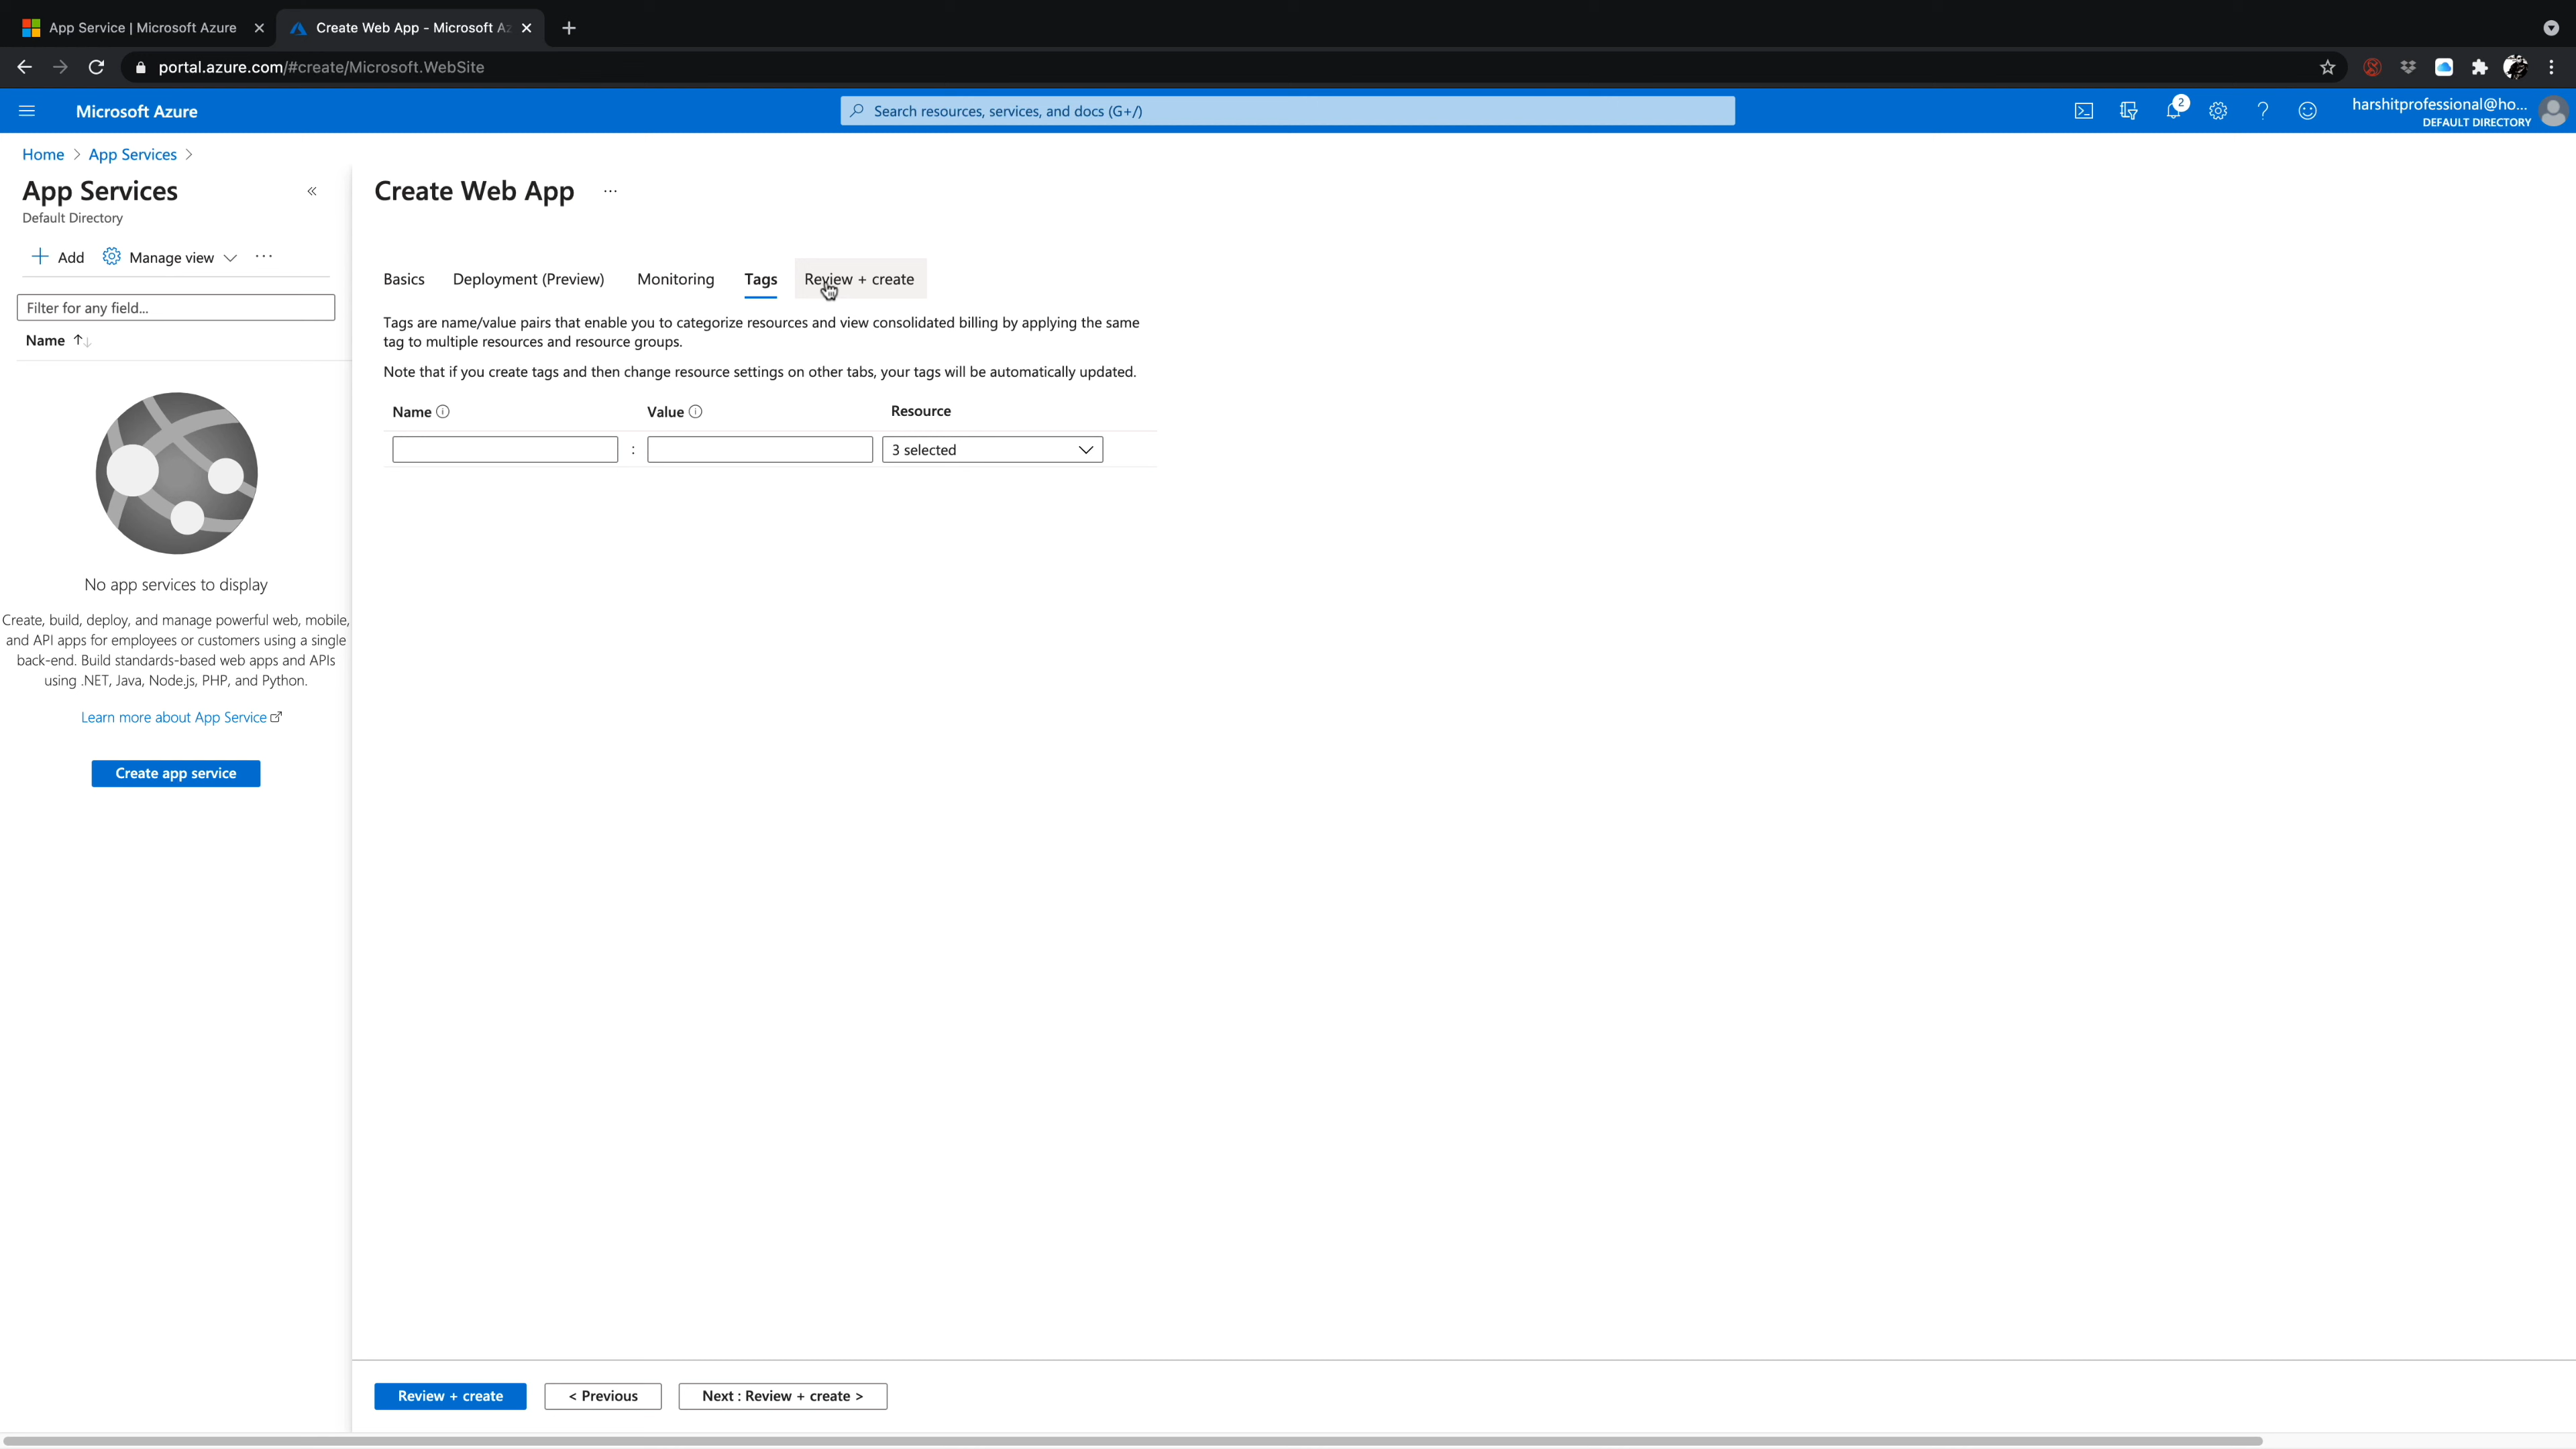 App Service | Microsoft Azure
Create Web App - Microsoft Az
portal.azure.com/#create/Microsoft.WebSite
Microsoft Azure
Search resources, services, and docs (G+/)
2
harshitprofessional@ho...
DEFAULT DIRECTORY
Home > App Services >
App Services
Default Directory
Add
Manage view
Filter for any field...
Name
No app services to display
Create, build, deploy, and manage powerful web, mobile,
and API apps for employees or customers using a single
back-end. Build standards-based web apps and APIs
using .NET, Java, Node.js, PHP, and Python.
Learn more about App Service
Create app service
Create Web App
Basics
Deployment (Preview)
Monitoring
Tags
Review + create
Tags are name/value pairs that enable you to categorize resources and view consolidated billing by applying the same
tag to multiple resources and resource groups.
Note that if you create tags and then change resource settings on other tabs, your tags will be automatically updated.
Name
Value
Resource
:
3 selected
Review + create
< Previous
Next : Review + create >